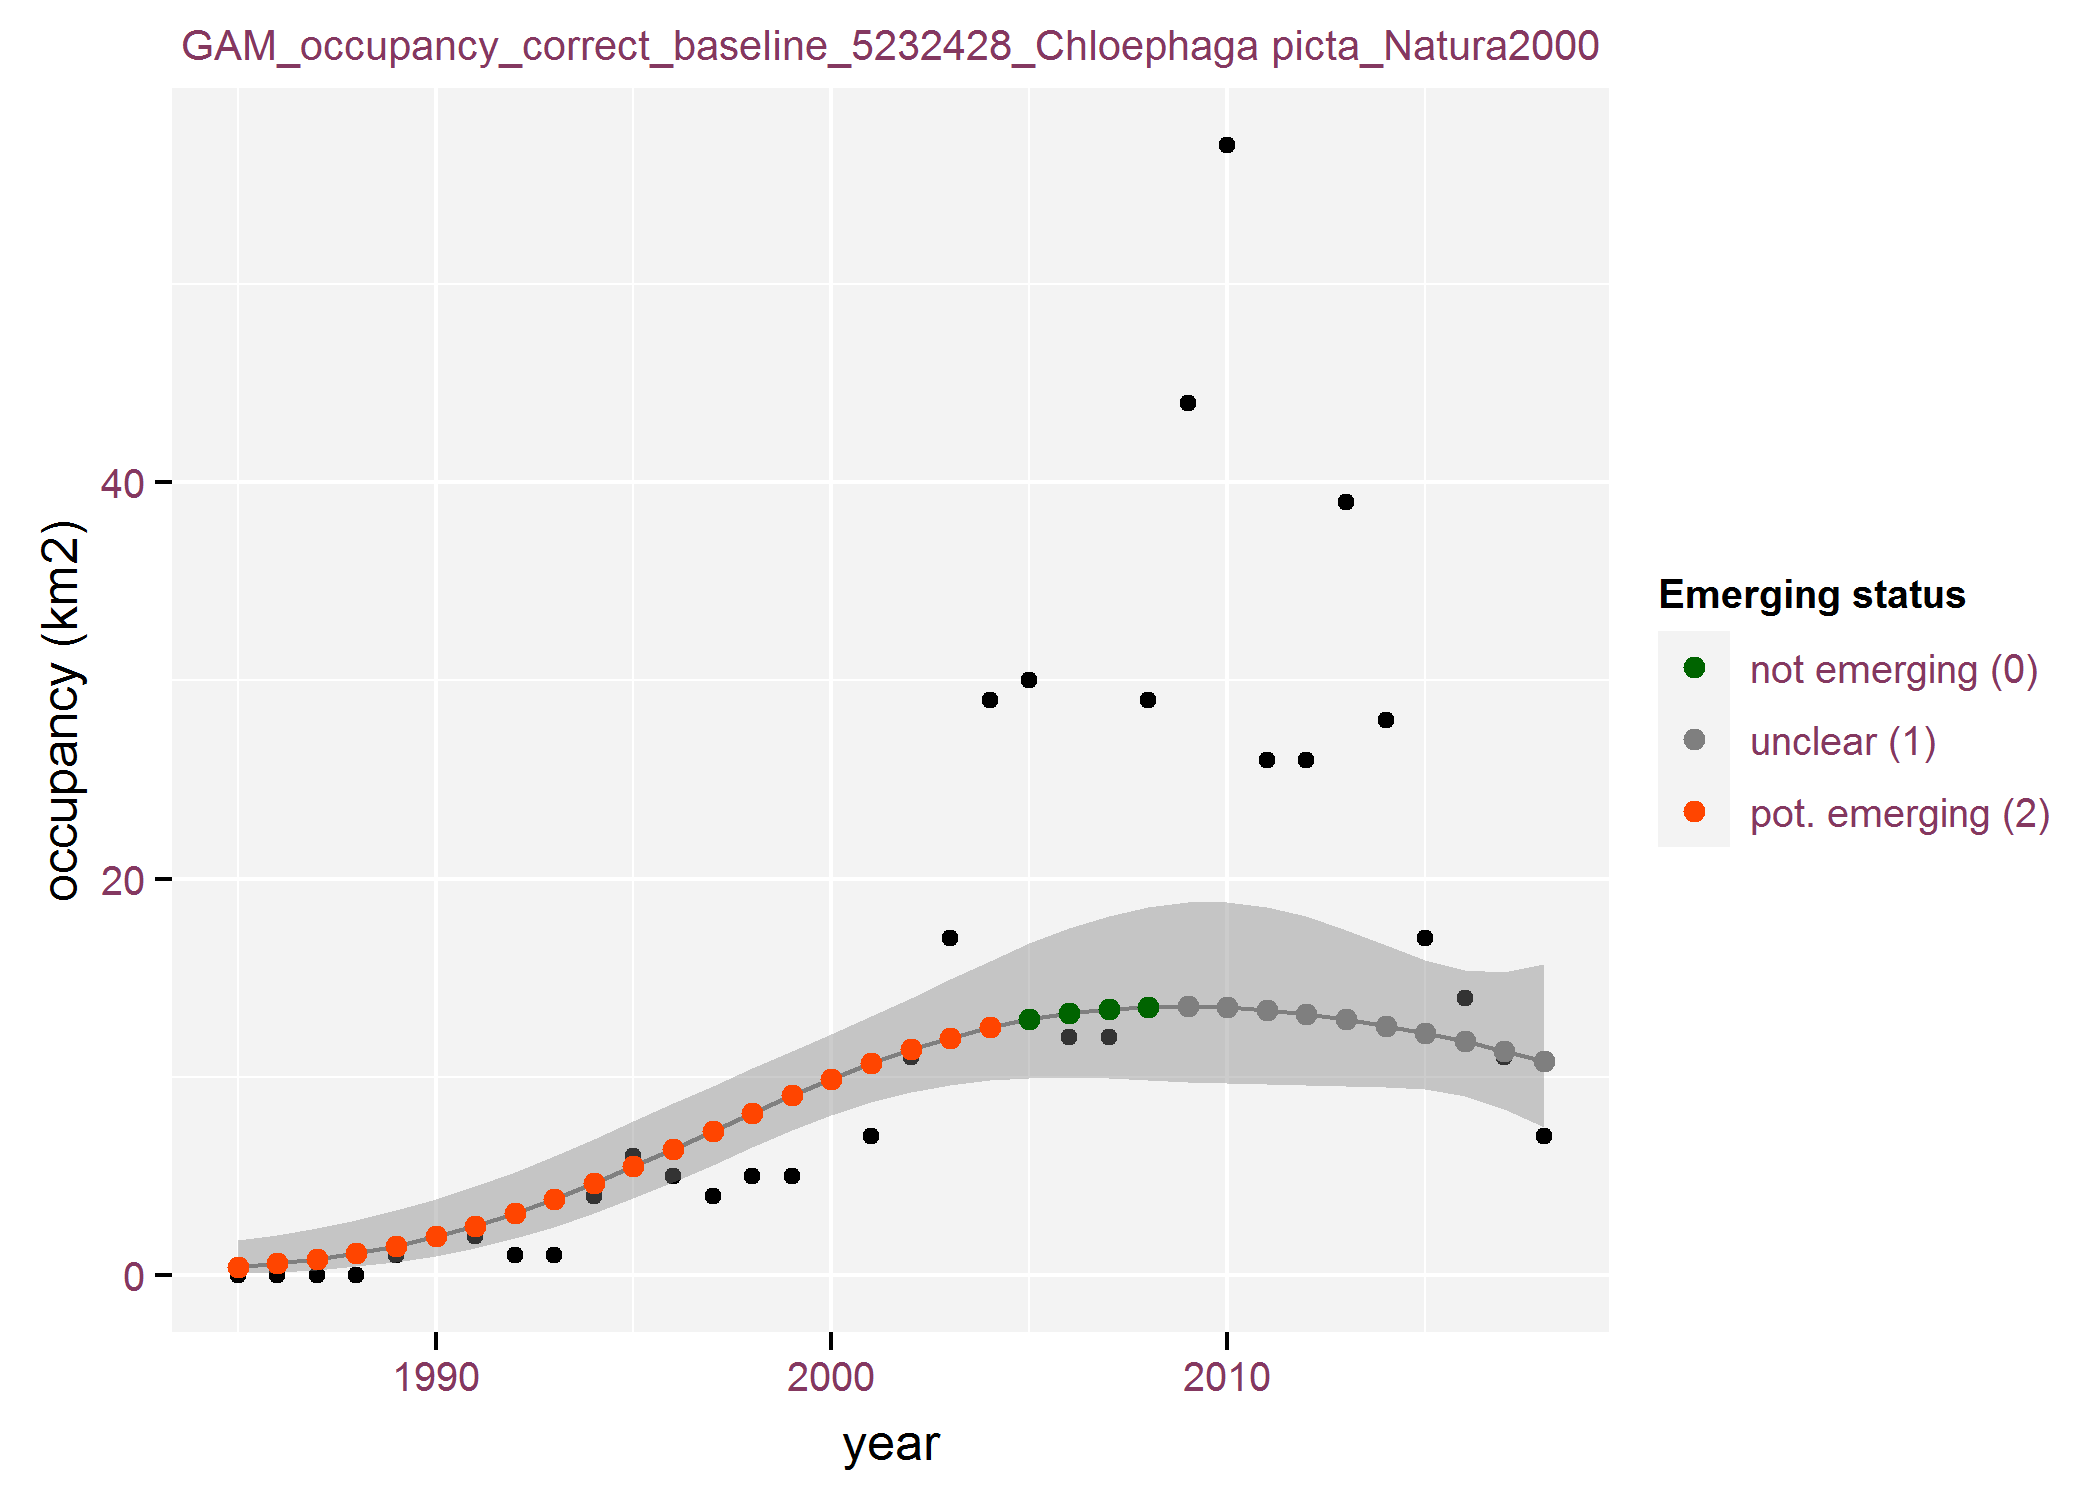 GAM_occupancy_correct_baseline_5232428_Chloephaga picta_Natura2000
occupancy (km2)
40
20
0
1990 2000 2010
year
Emerging status
not emerging (0)
unclear (1)
pot. emerging (2)